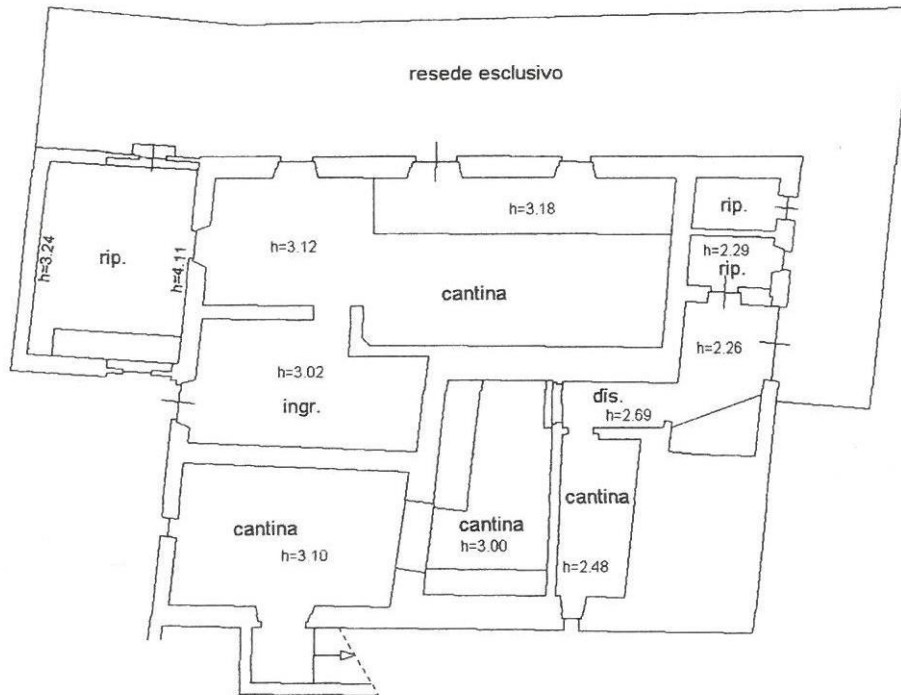 resede esclusivo
h=3.18
rip.
h=3.24
rip.
h=4.11
h=3.12
h=2.29
rip.
cantina
h=2.26
h=3.02
ingr.
dis.
h=2.69
cantina
h=3.10
cantina
h=3.00
cantina
h=2.48